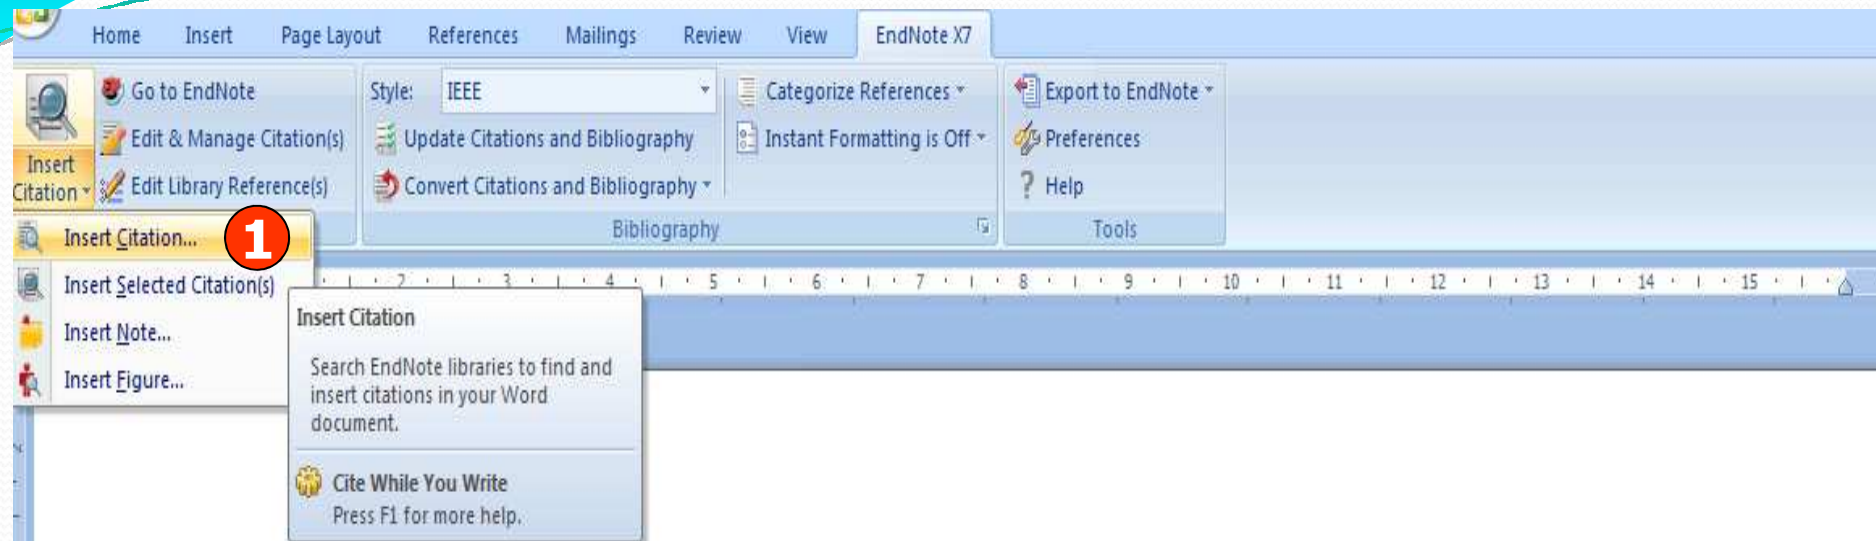 Home Insert Page Layout References Mailings Review View EndNote X7
Insert Citation
Go to EndNote
Edit & Manage Citation(s)
Edit Library Reference(s)
Style: IEEE
Update Citations and Bibliography
Convert Citations and Bibliography
Categorize References
Instant Formatting is Off
Bibliography
Export to EndNote
Preferences
? Help
Tools
Insert Citation... 1
Insert Selected Citation(s)
Insert Note...
Insert Figure...
2 3 4 5 6 7 8 9 10 11 12 13 14 15
Insert Citation
Search EndNote libraries to find and
insert citations in your Word
document.
Cite While You Write
Press F1 for more help.